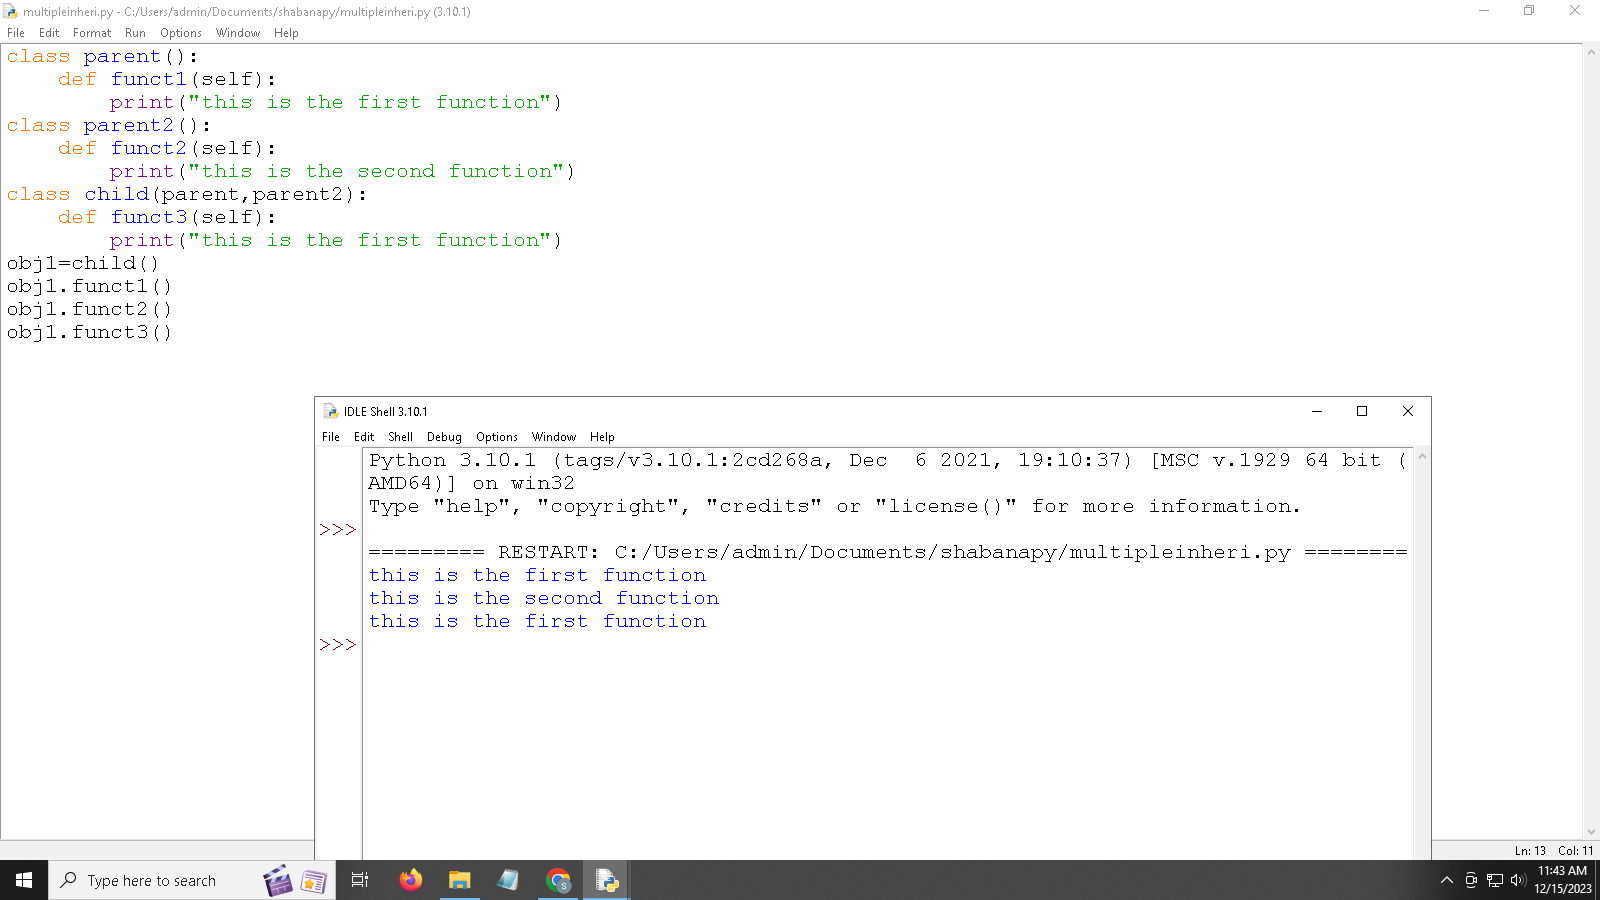 multipleinheri.py - C:/Users/admin/Documents/shabanapy/multipleinheri.py (3.10.1)
File Edit Format Run Options Window Help
class parent():
    def funct1(self):
        print("this is the first function")
class parent2():
    def funct2(self):
        print("this is the second function")
class child(parent,parent2):
    def funct3(self):
        print("this is the first function")
obj1=child()
obj1.funct1()
obj1.funct2()
obj1.funct3()
IDLE Shell 3.10.1
File Edit Shell Debug Options Window Help
Python 3.10.1 (tags/v3.10.1:2cd268a, Dec  6 2021, 19:10:37) [MSC v.1929 64 bit (
AMD64)] on win32
Type "help", "copyright", "credits" or "license()" for more information.
>>>
========= RESTART: C:/Users/admin/Documents/shabanapy/multipleinheri.py ========
this is the first function
this is the second function
this is the first function
>>>
Ln: 13 Col: 11
Type here to search
S
11:43 AM
12/15/2023